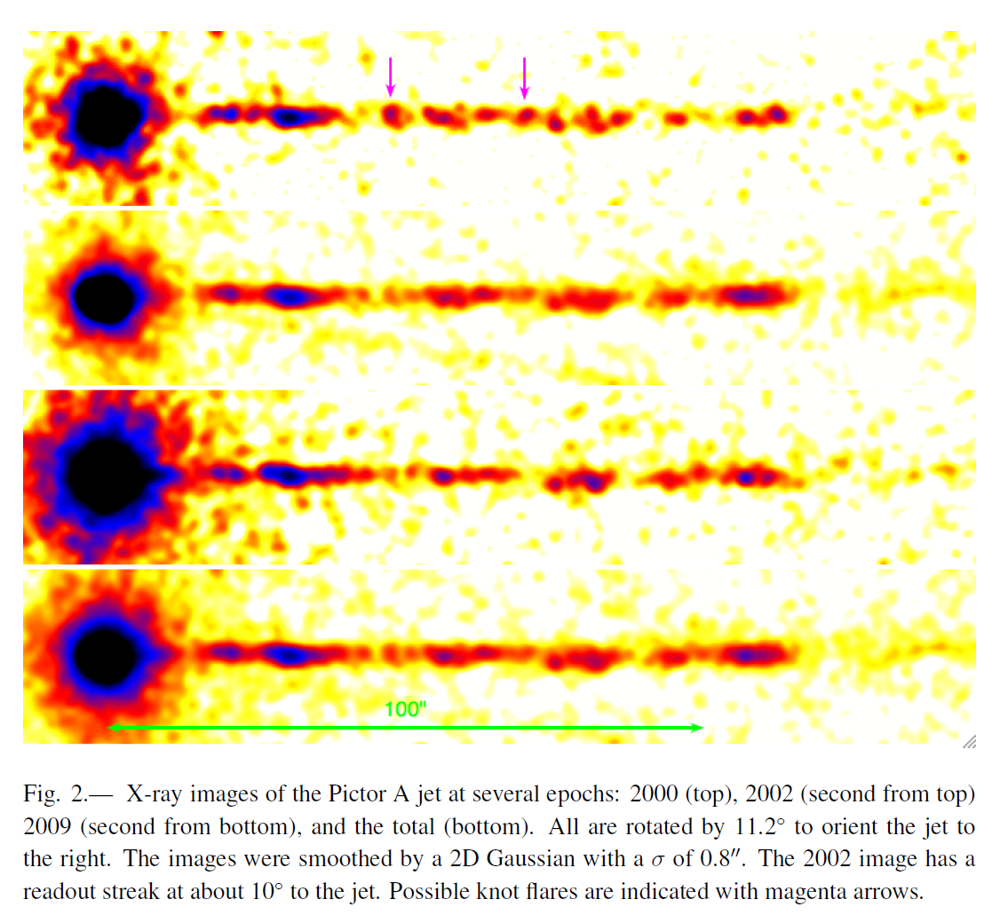 100"
Fig. 2.— X-ray images of the Pictor A jet at several epochs: 2000 (top), 2002 (second from top)
2009 (second from bottom), and the total (bottom). All are rotated by 11.2° to orient the jet to
the right. The images were smoothed by a 2D Gaussian with a σ of 0.8″. The 2002 image has a
readout streak at about 10° to the jet. Possible knot flares are indicated with magenta arrows.